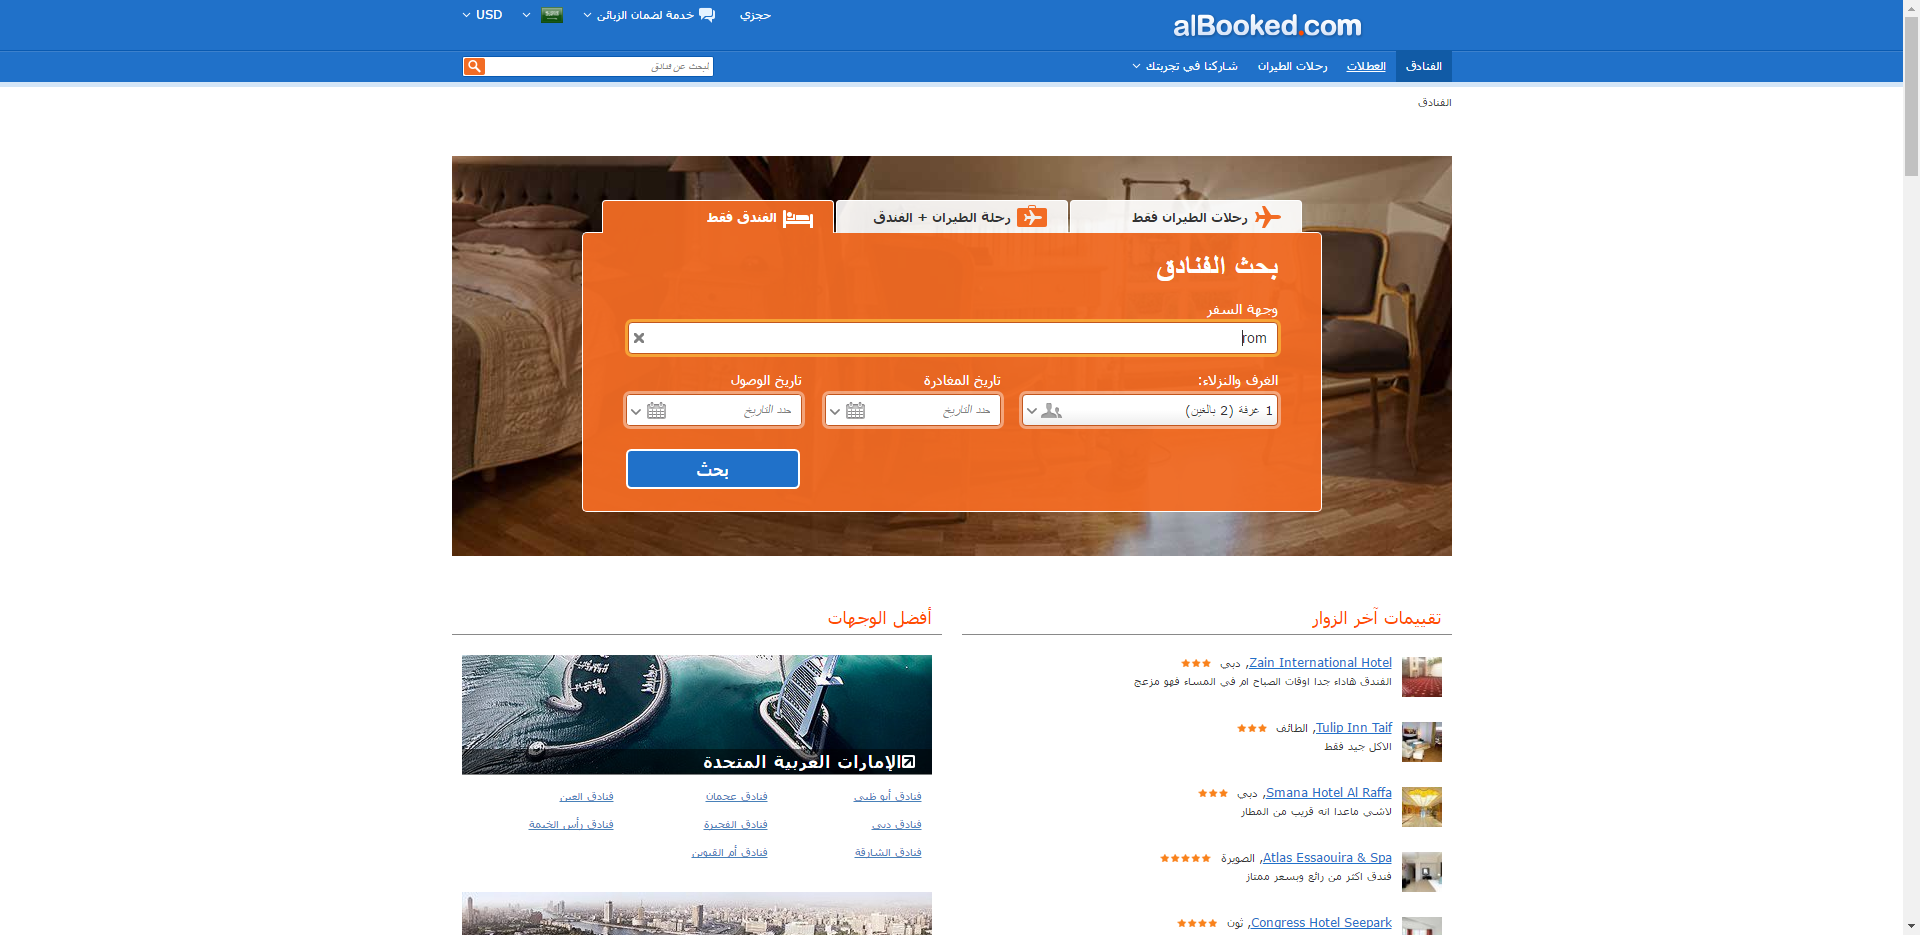 alBooked.com
حجزي
خدمة لضمان الزبائن
USD
الفنادق
العطلات
رحلات الطيران
شاركنا في تجربتك
ابحث عن فنادق
الفنادق
رحلات الطيران فقط
رحلة الطيران + الفندق
الفندق فقط
بحث الفنادق
وجهة السفر
rom
الغرف والنزلاء:
تاريخ المغادرة
تاريخ الوصول
1 غرفة (2 بالغين)
حدد التاريخ
حدد التاريخ
بحث
تقييمات آخر الزوار
Zain International Hotel, دبي
الفندق هاداء جدا اوقات الصباح ام في المساء فهو مزعج
Tulip Inn Taif, الطائف
الاكل جيد فقط
Smana Hotel Al Raffa, دبي
لاشي ماعدا انه قريب من المطار
Atlas Essaouira & Spa, الصويرة
فندق اكثر من رائع وبسعر ممتاز
Congress Hotel Seepark, ثون
أفضل الوجهات
الإمارات العربية المتحدة
فنادق أبو ظبي
فنادق عجمان
فنادق العين
فنادق دبي
فنادق الفجيرة
فنادق رأس الخيمة
فنادق الشارقة
فنادق أم القيوين